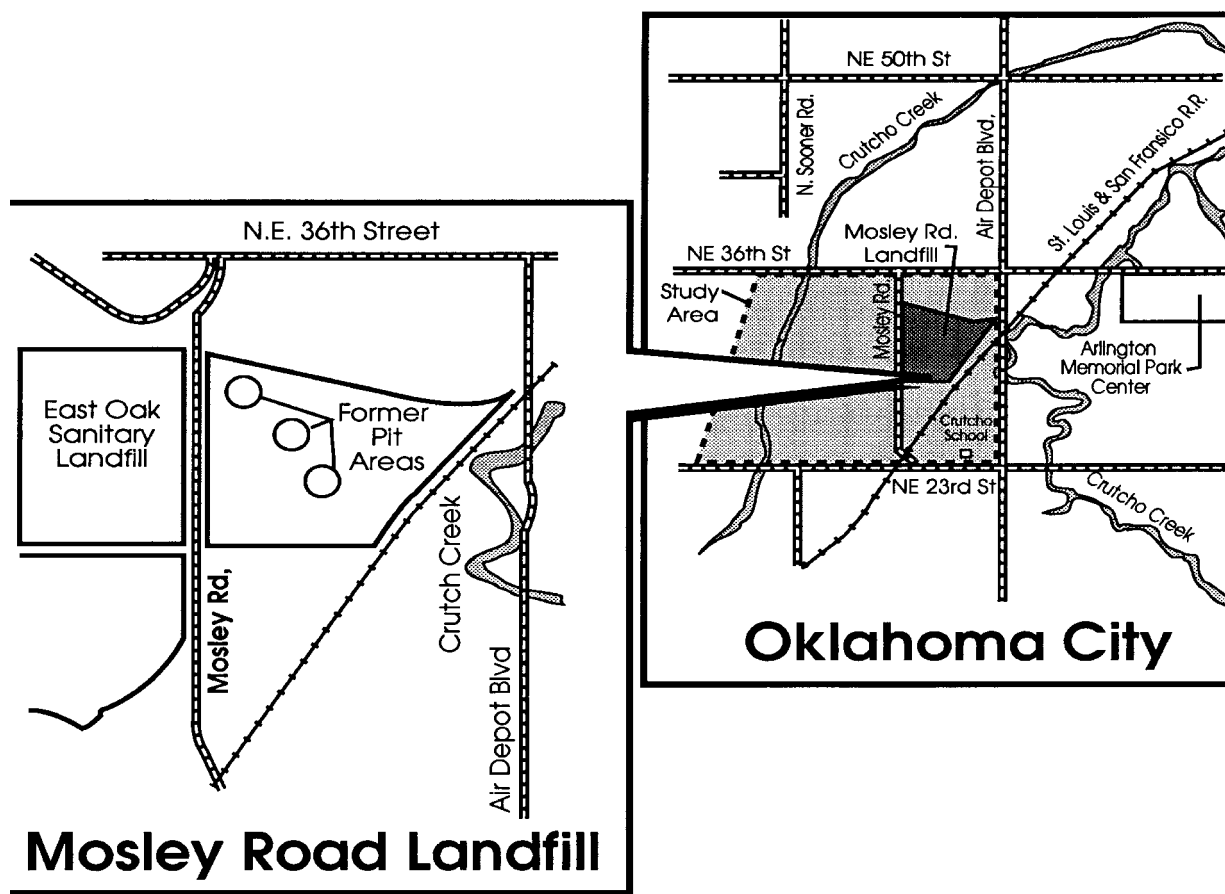 N.E. 36th Street
East Oak
Sanitary
Landfill
Former
Pit
Areas
Mosley Rd,
Crutch Creek
Air Depot Blvd
Mosley Road Landfill
NE 50th St
N. Sooner Rd.
Crutcho Creek
Air Depot Blvd,
St. Louis & San Fransico R.R.
Mosley Rd.
Landfill
NE 36th St
Study
Area
Mosley Rd.
Arlington
Memorial Park
Center
Crutcho
School
NE 23rd St
Crutcho Creek
Oklahoma City